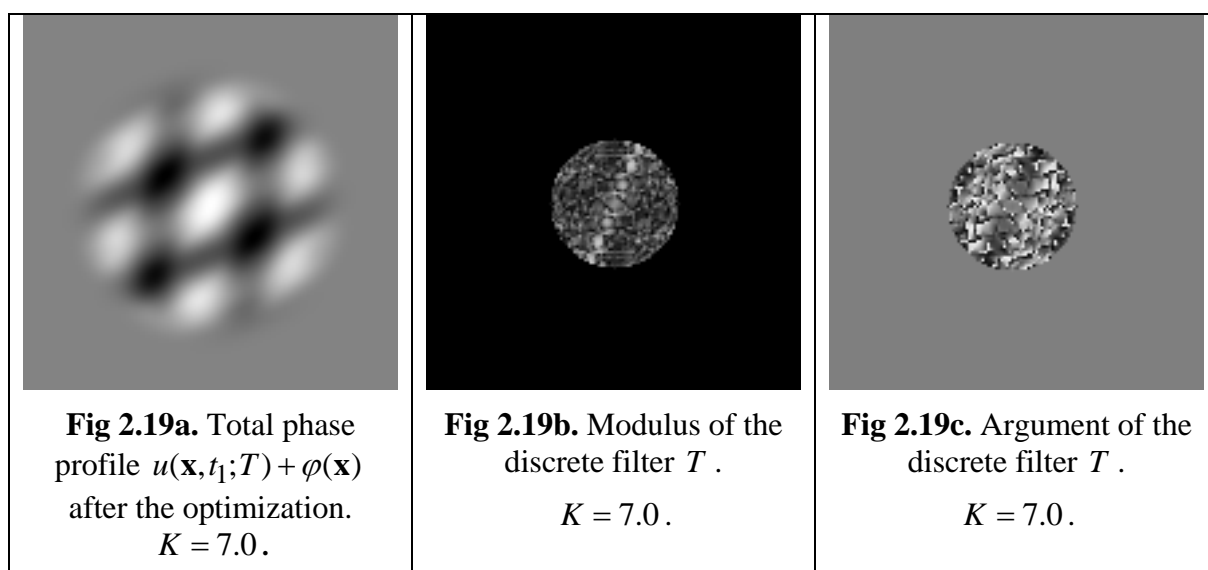 Fig 2.19a. Total phase
profile u(x,t₁;T)+φ(x)
after the optimization.
K = 7.0.
Fig 2.19b. Modulus of the
discrete filter T .
K = 7.0.
Fig 2.19c. Argument of the
discrete filter T .
K = 7.0.